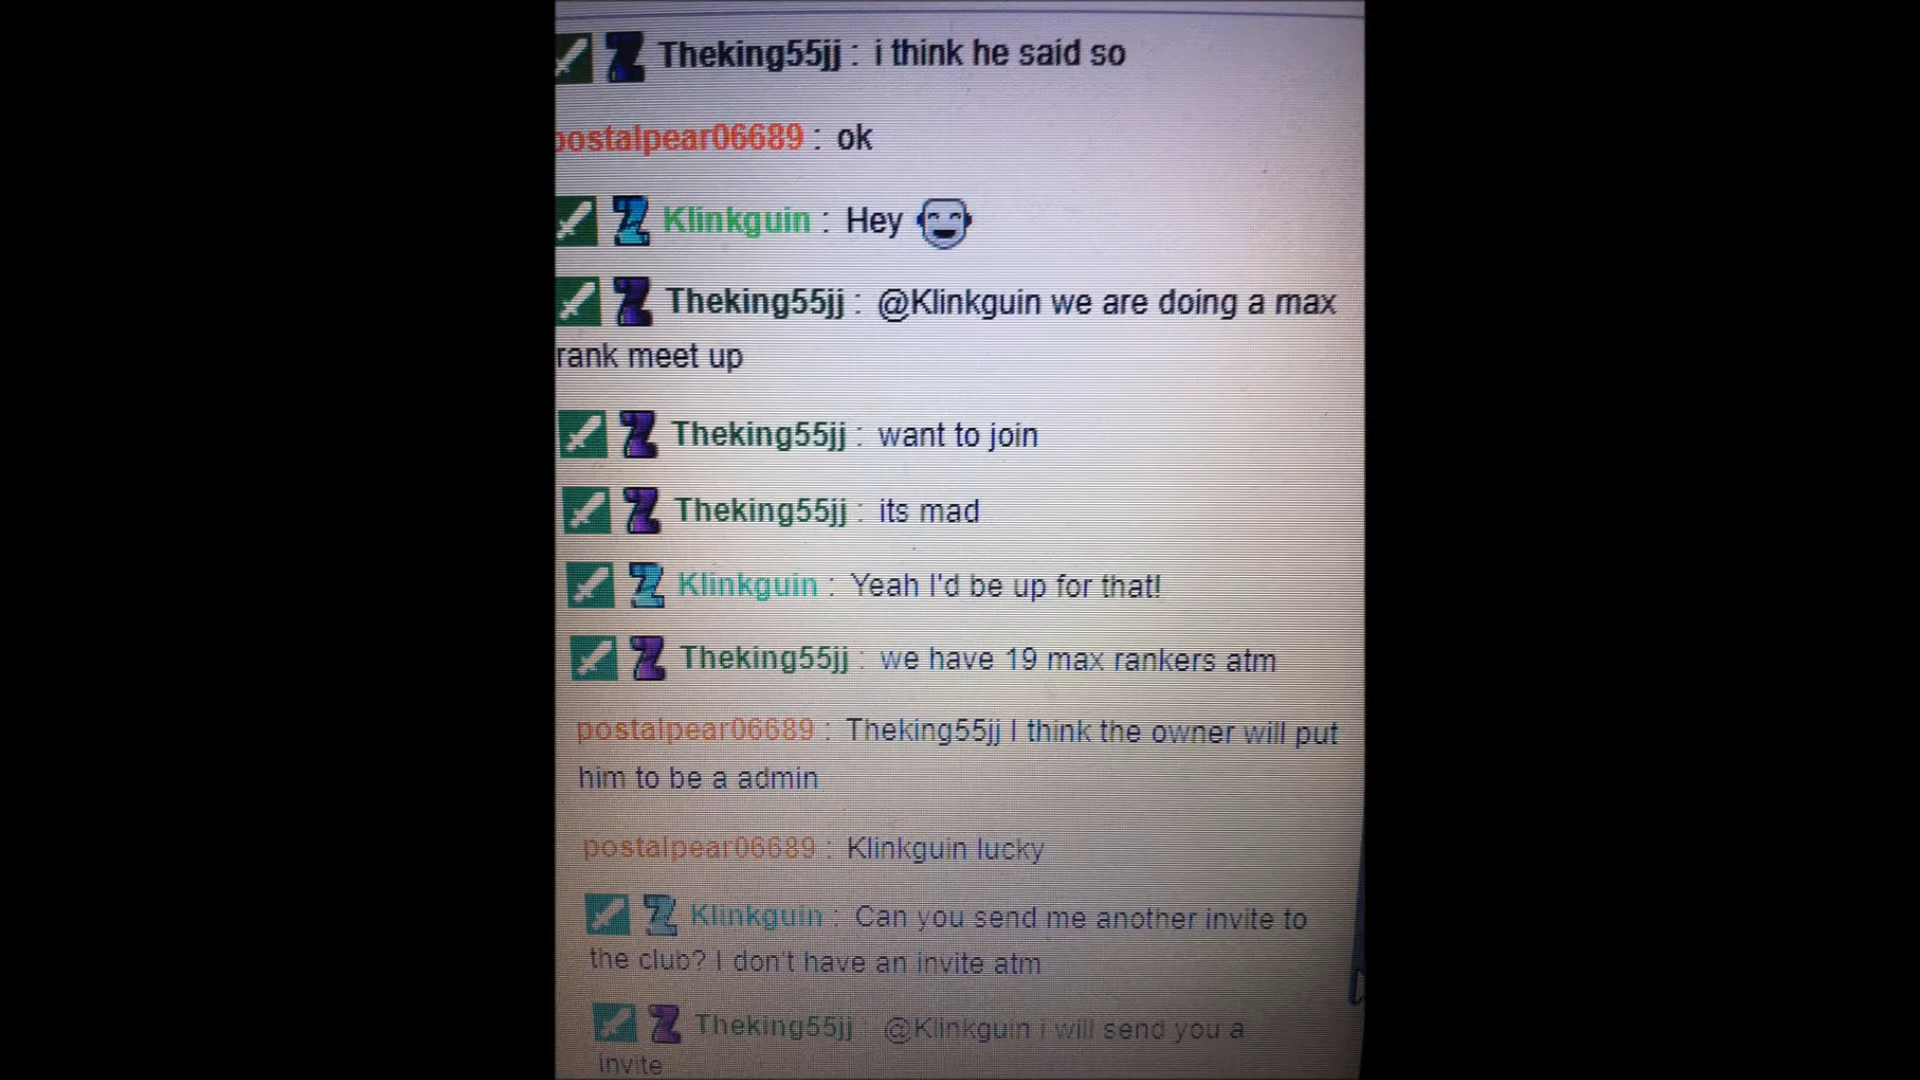 Theking55jj : i think he said so
postalpear06689 : ok
Klinkguin : Hey
Theking55jj : @Klinkguin we are doing a max
rank meet up
Theking55jj : want to join
Theking55jj : its mad
Klinkguin : Yeah I'd be up for that!
Theking55jj : we have 19 max rankers atm
postalpear06689 : Theking55jj I think the owner will put
him to be a admin
postalpear06689 : Klinkguin lucky
Klinkguin : Can you send me another invite to
the club? I don't have an invite atm
Theking55jj : @Klinkguin i will send you a
invite